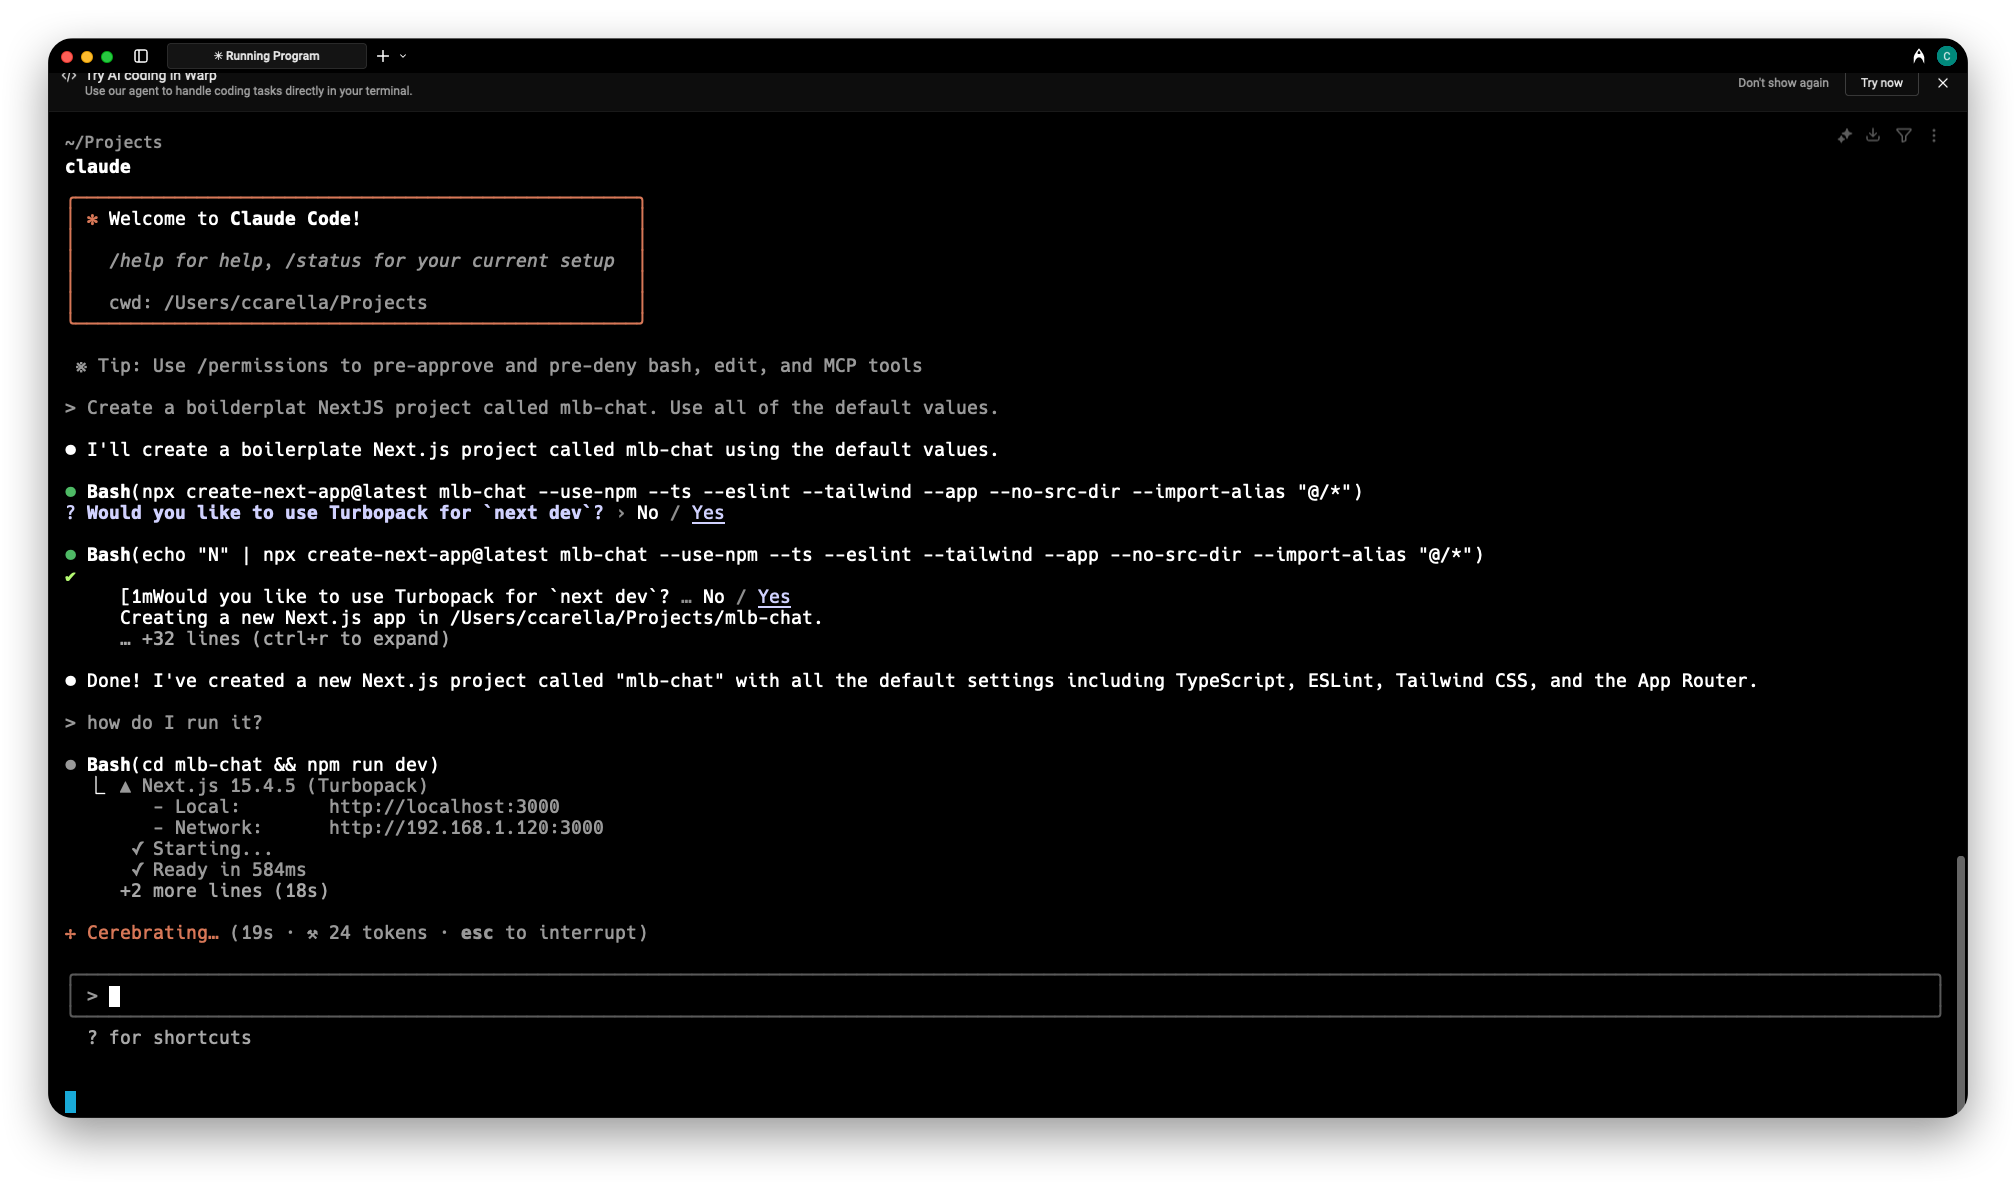 ✳ Running Program
C
Try AI coding in Warp
Use our agent to handle coding tasks directly in your terminal.
Don't show again
Try now
~/Projects
claude
✻ Welcome to Claude Code!
/help for help, /status for your current setup
cwd: /Users/ccarella/Projects
※ Tip: Use /permissions to pre-approve and pre-deny bash, edit, and MCP tools
> Create a boilderplat NextJS project called mlb-chat. Use all of the default values.
● I'll create a boilerplate Next.js project called mlb-chat using the default values.
● Bash(npx create-next-app@latest mlb-chat --use-npm --ts --eslint --tailwind --app --no-src-dir --import-alias "@/*")
? Would you like to use Turbopack for `next dev`? › No / Yes
● Bash(echo "N" | npx create-next-app@latest mlb-chat --use-npm --ts --eslint --tailwind --app --no-src-dir --import-alias "@/*")
✔
[1mWould you like to use Turbopack for `next dev`? … No / Yes
Creating a new Next.js app in /Users/ccarella/Projects/mlb-chat.
… +32 lines (ctrl+r to expand)
● Done! I've created a new Next.js project called "mlb-chat" with all the default settings including TypeScript, ESLint, Tailwind CSS, and the App Router.
> how do I run it?
● Bash(cd mlb-chat && npm run dev)
⎿ ▲ Next.js 15.4.5 (Turbopack)
- Local: http://localhost:3000
- Network: http://192.168.1.120:3000
✓ Starting...
✓ Ready in 584ms
+2 more lines (18s)
✢ Cerebrating… (19s · ⚒ 24 tokens · esc to interrupt)
>
? for shortcuts